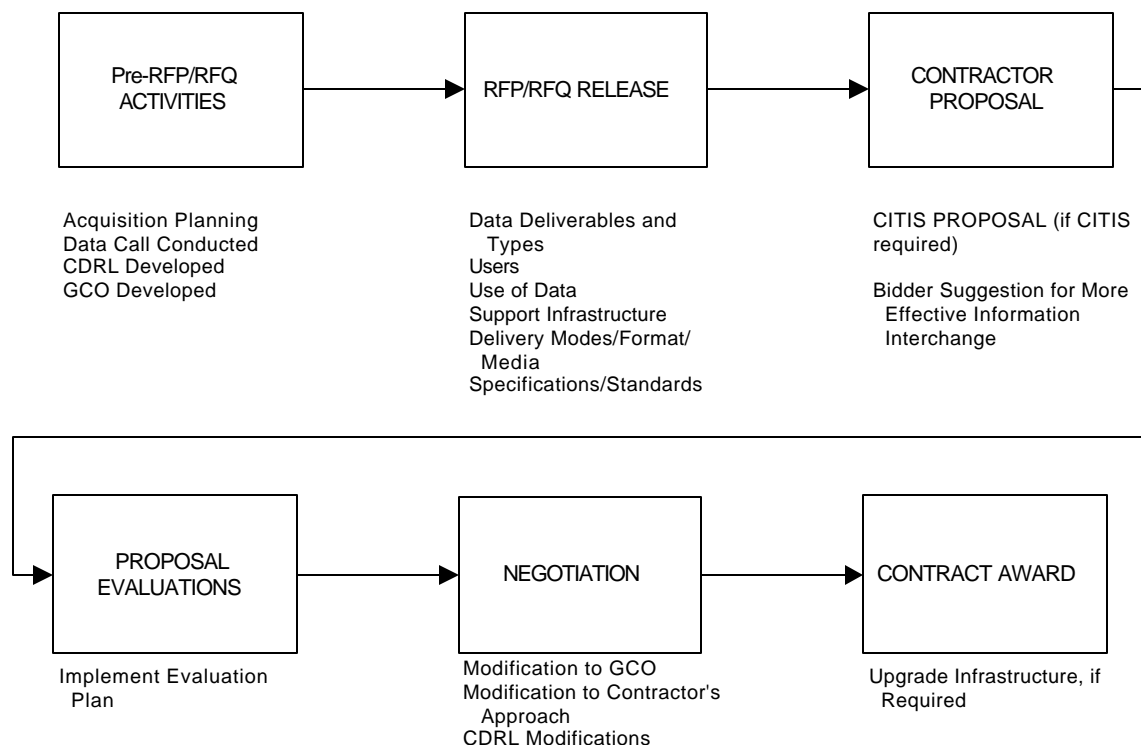 Pre-RFP/RFQ
ACTIVITIES
RFP/RFQ RELEASE
CONTRACTOR
PROPOSAL
Acquisition Planning
Data Call Conducted
CDRL Developed
GCO Developed
Data Deliverables and
Types
Users
Use of Data
Support Infrastructure
Delivery Modes/Format/
Media
Specifications/Standards
CITIS PROPOSAL (if CITIS
required)
Bidder Suggestion for More
Effective Information
Interchange
PROPOSAL
EVALUATIONS
NEGOTIATION
CONTRACT AWARD
Implement Evaluation
Plan
Modification to GCO
Modification to Contractor's
Approach
CDRL Modifications
Upgrade Infrastructure, if
Required